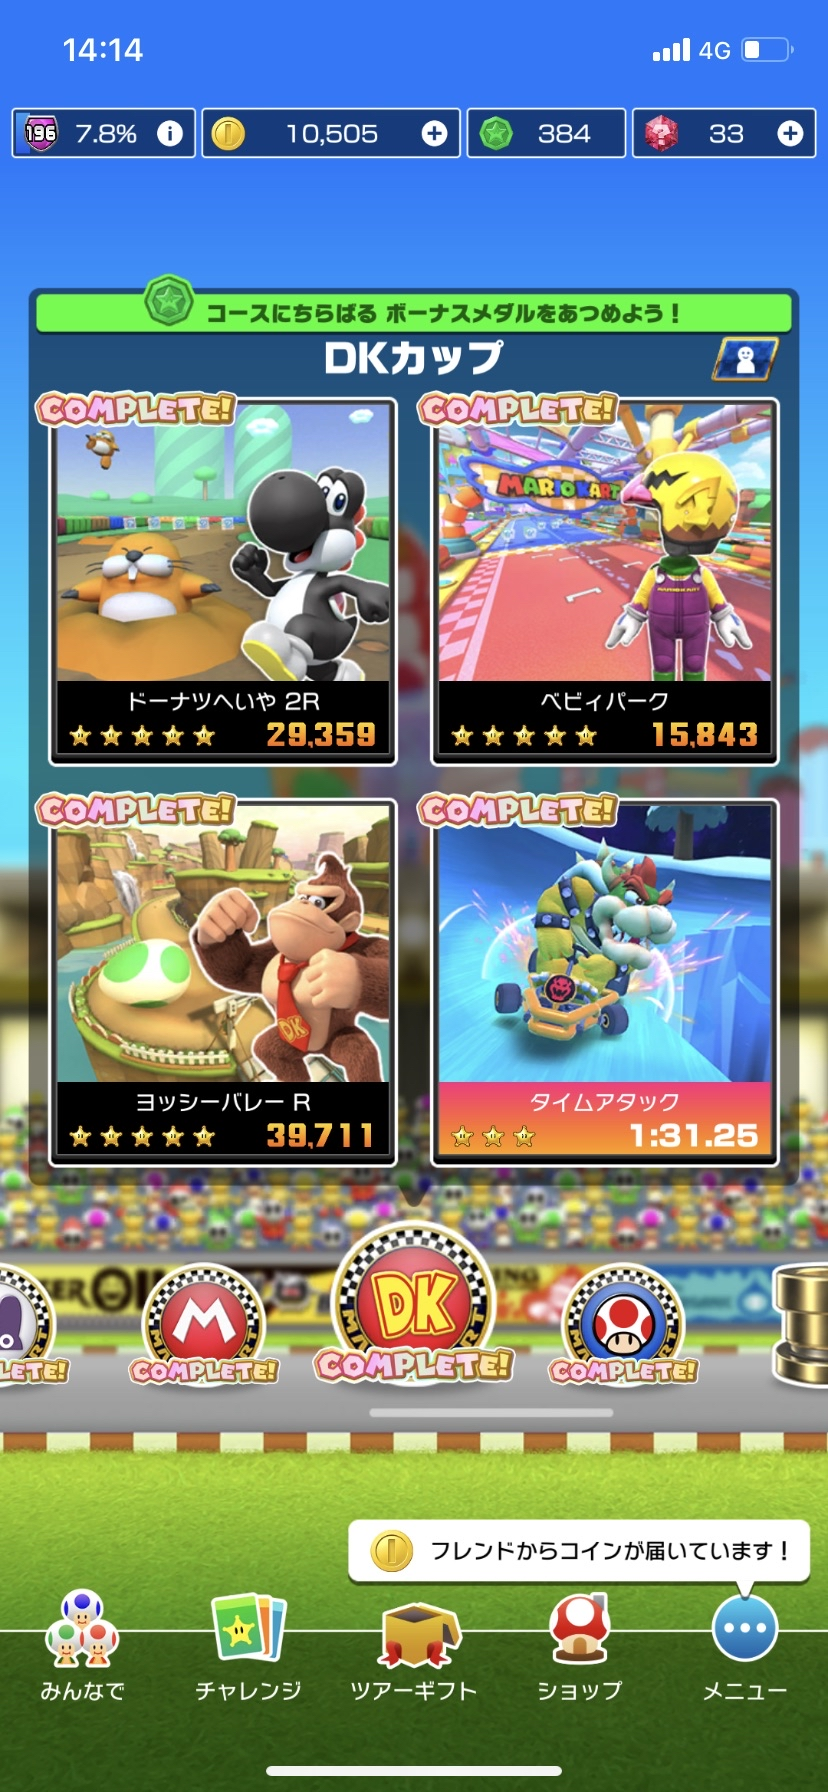 14:14
4G
196
7.8%
10,505
384
33
コースにちらばる ボーナスメダルをあつめよう！
DKカップ
COMPLETE!
COMPLETE!
MARIOKART
MARIOKART
ドーナツへいや 2R
29,359
ベビィパーク
15,843
COMPLETE!
COMPLETE!
DK
ヨッシーバレー R
39,711
タイムアタック
1:31.25
M
DK
LETE!
COMPLETE!
COMPLETE!
COMPLETE!
フレンドからコインが届いています！
みんなで
チャレンジ
ツアーギフト
ショップ
メニュー